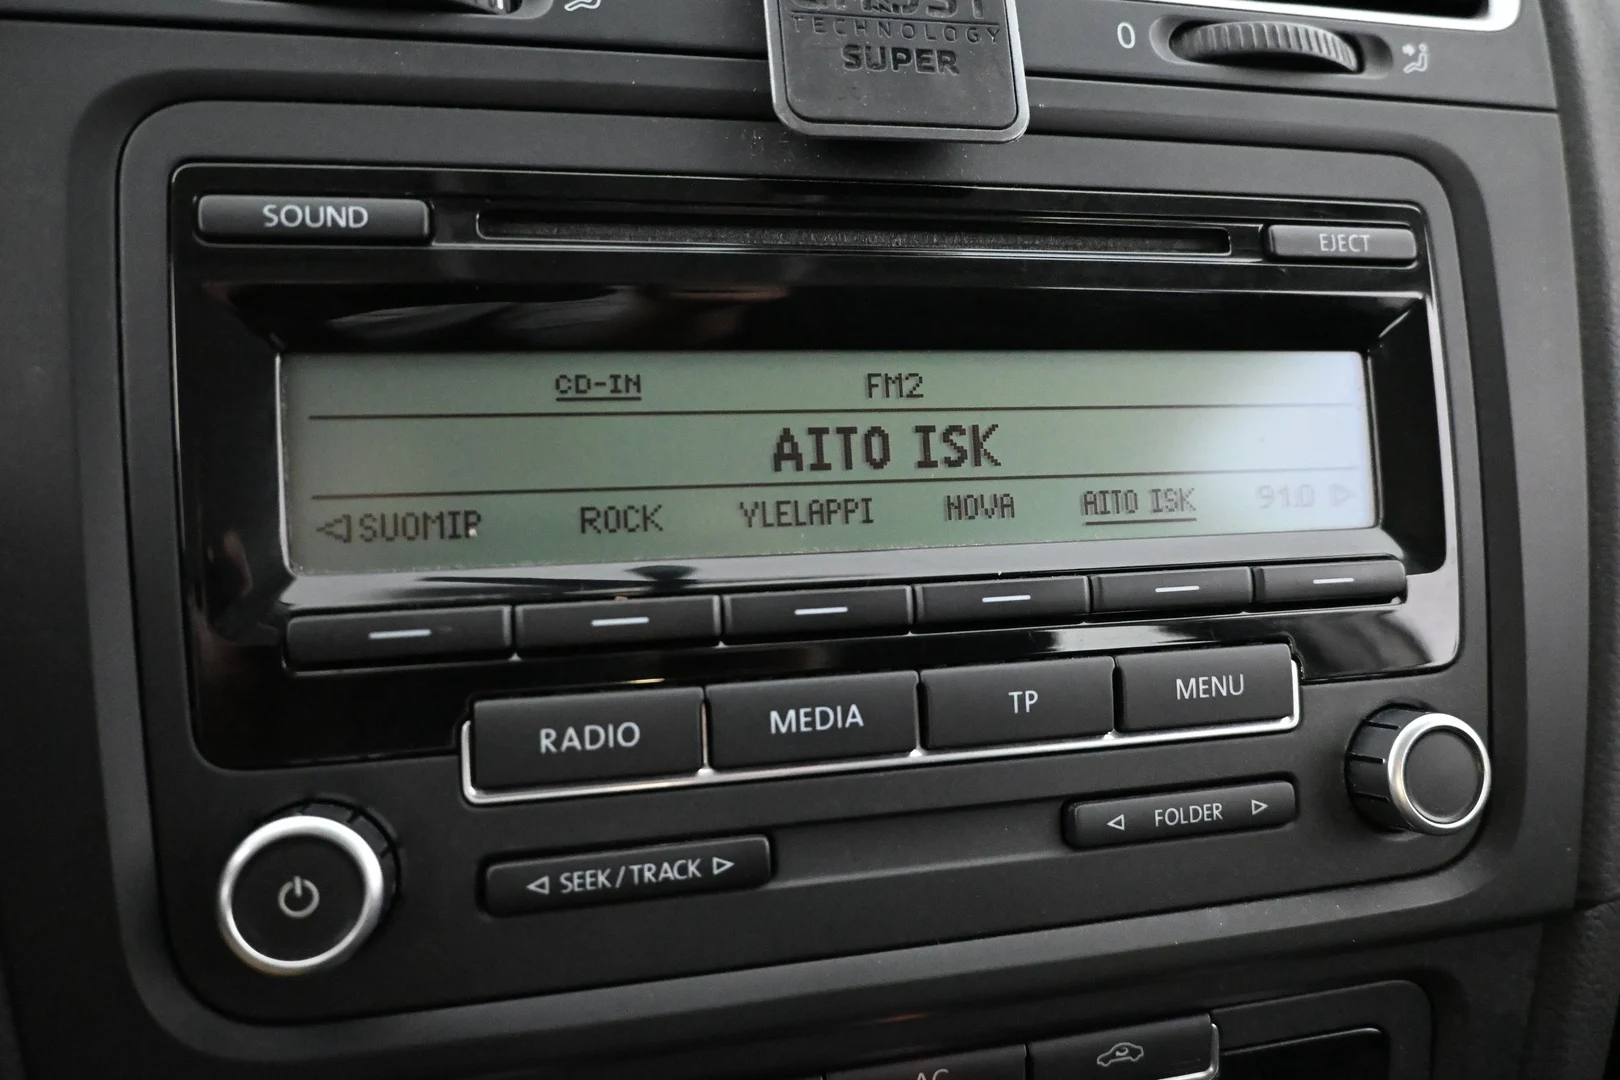 TECHNOLOGY
SUPER
0
SOUND
EJECT
CD-IN FM2
AITO ISK
SUOMIP ROCK YLELAPPI NOVA AITO ISK 91.0
RADIO MEDIA TP MENU
SEEK/TRACK
FOLDER
AC